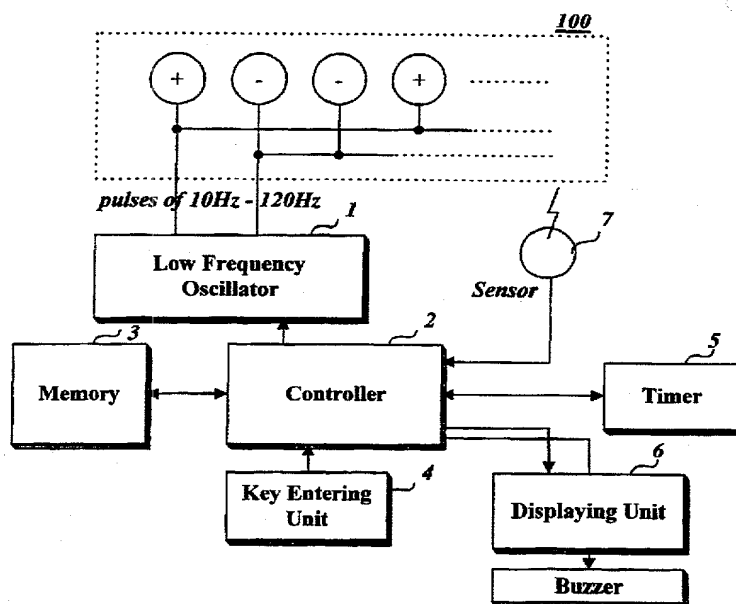 100
+ - - +
pulses of 10Hz - 120Hz
1
Low Frequency
Oscillator
7
Sensor
3
Memory
2
Controller
5
Timer
4
Key Entering
Unit
6
Displaying Unit
Buzzer